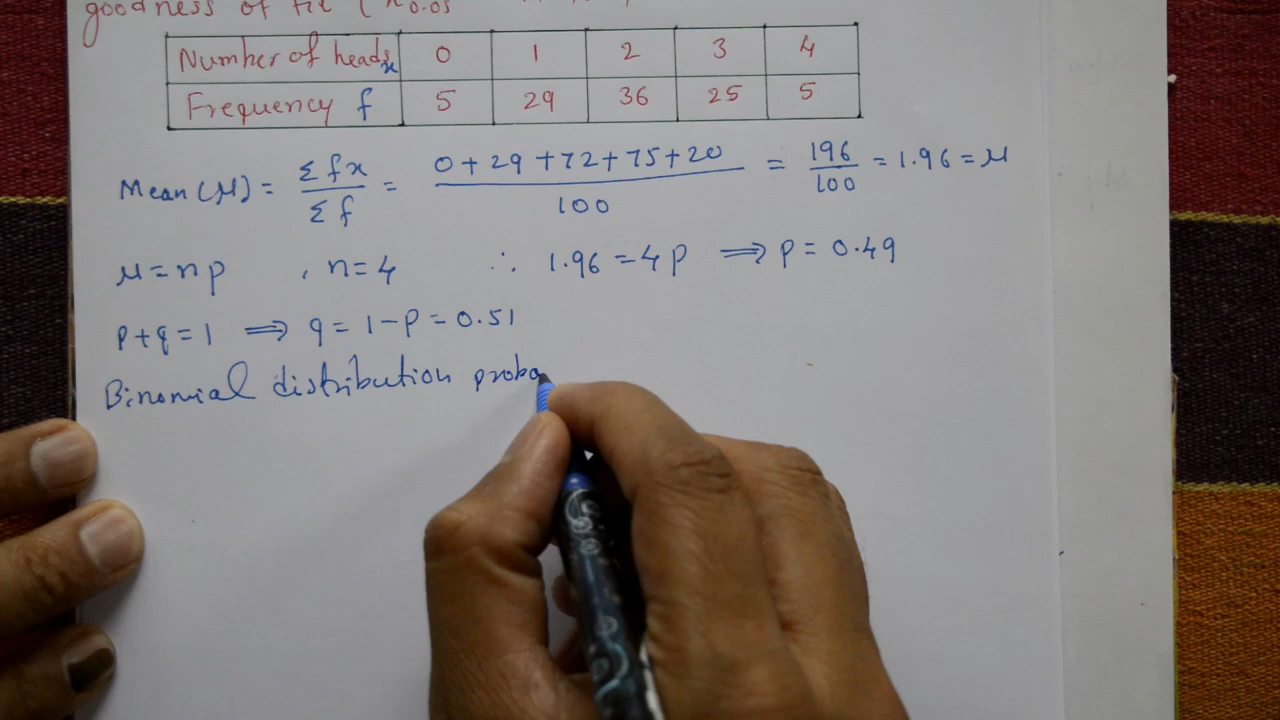 goodness of fit (
Number of heads x 0 1 2 3 4
Frequency f 5 29 36 25 5
Mean (μ) = Σfx / Σf = 0 + 29 + 72 + 75 + 20 / 100 = 196 / 100 = 1.96 = μ
μ = np , n = 4 ∴ 1.96 = 4p ⟹ p = 0.49
p + q = 1 ⟹ q = 1 - p = 0.51
Binomial distribution proba